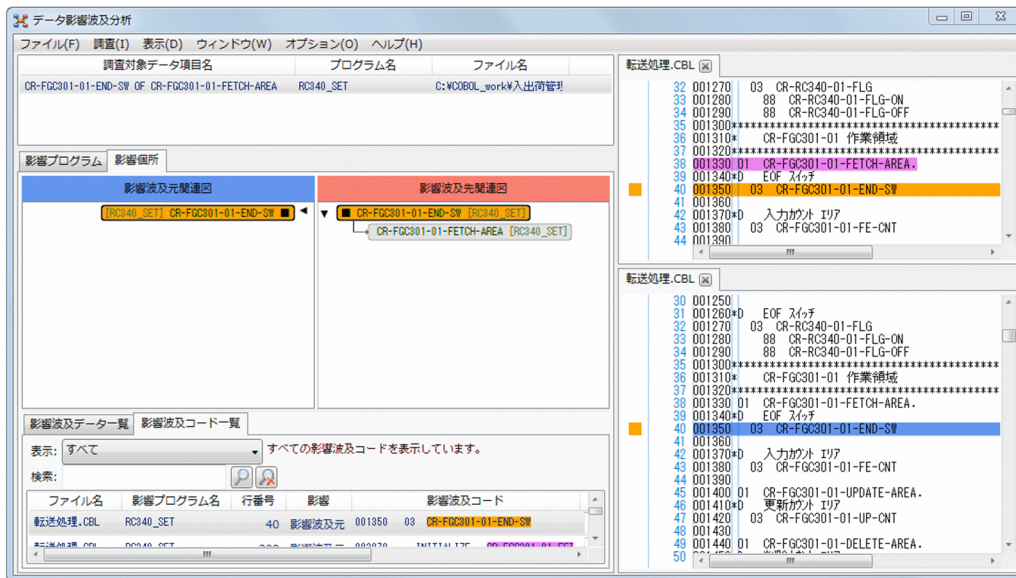 データ影響波及分析
ファイル(F) 調査(I) 表示(D) ウィンドウ(W) オプション(O) ヘルプ(H)
調査対象データ項目名 プログラム名 ファイル名
CR-FGC301-01-END-SW OF CR-FGC301-01-FETCH-AREA RC340_SET C:¥COBOL_work¥入出荷管理
影響プログラム 影響個所
影響波及元関連図 影響波及先関連図
[RC340_SET] CR-FGC301-01-END-SW ■ ◀ ▼ ■ CR-FGC301-01-END-SW [RC340_SET]
CR-FGC301-01-FETCH-AREA [RC340_SET]
影響波及データ一覧 影響波及コード一覧
表示: すべて すべての影響波及コードを表示しています。
検索:
ファイル名 影響プログラム名 行番号 影響 影響波及コード
転送処理.CBL RC340_SET 40 影響波及元 001350 03 CR-FGC301-01-END-SW
転送処理.CBL
32 001270 03 CR-RC340-01-FLG
33 001280 88 CR-RC340-01-FLG-ON
34 001290 88 CR-RC340-01-FLG-OFF
35 001300****************************************
36 001310* CR-FGC301-01 作業領域
37 001320****************************************
38 001330 01 CR-FGC301-01-FETCH-AREA.
39 001340*D EOF スイッチ
40 001350 03 CR-FGC301-01-END-SW
41 001360
42 001370*D 入力カウント エリア
43 001380 03 CR-FGC301-01-FE-CNT
44 001390
転送処理.CBL
30 001250
31 001260*D EOF スイッチ
32 001270 03 CR-RC340-01-FLG
33 001280 88 CR-RC340-01-FLG-ON
34 001290 88 CR-RC340-01-FLG-OFF
35 001300****************************************
36 001310* CR-FGC301-01 作業領域
37 001320****************************************
38 001330 01 CR-FGC301-01-FETCH-AREA.
39 001340*D EOF スイッチ
40 001350 03 CR-FGC301-01-END-SW
41 001360
42 001370*D 入力カウント エリア
43 001380 03 CR-FGC301-01-FE-CNT
44 001390
45 001400 01 CR-FGC301-01-UPDATE-AREA.
46 001410*D 更新カウント エリア
47 001420 03 CR-FGC301-01-UP-CNT
48 001430
49 001440 01 CR-FGC301-01-DELETE-AREA.
50